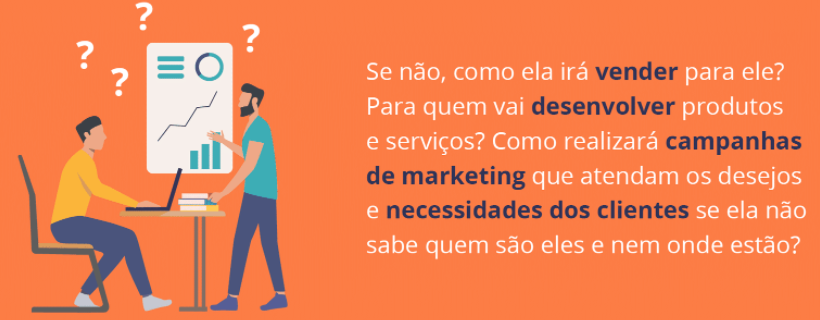 ?
?
?
?
Se não, como ela irá vender para ele?
Para quem vai desenvolver produtos
e serviços? Como realizará campanhas
de marketing que atendam os desejos
e necessidades dos clientes se ela não
sabe quem são eles e nem onde estão?